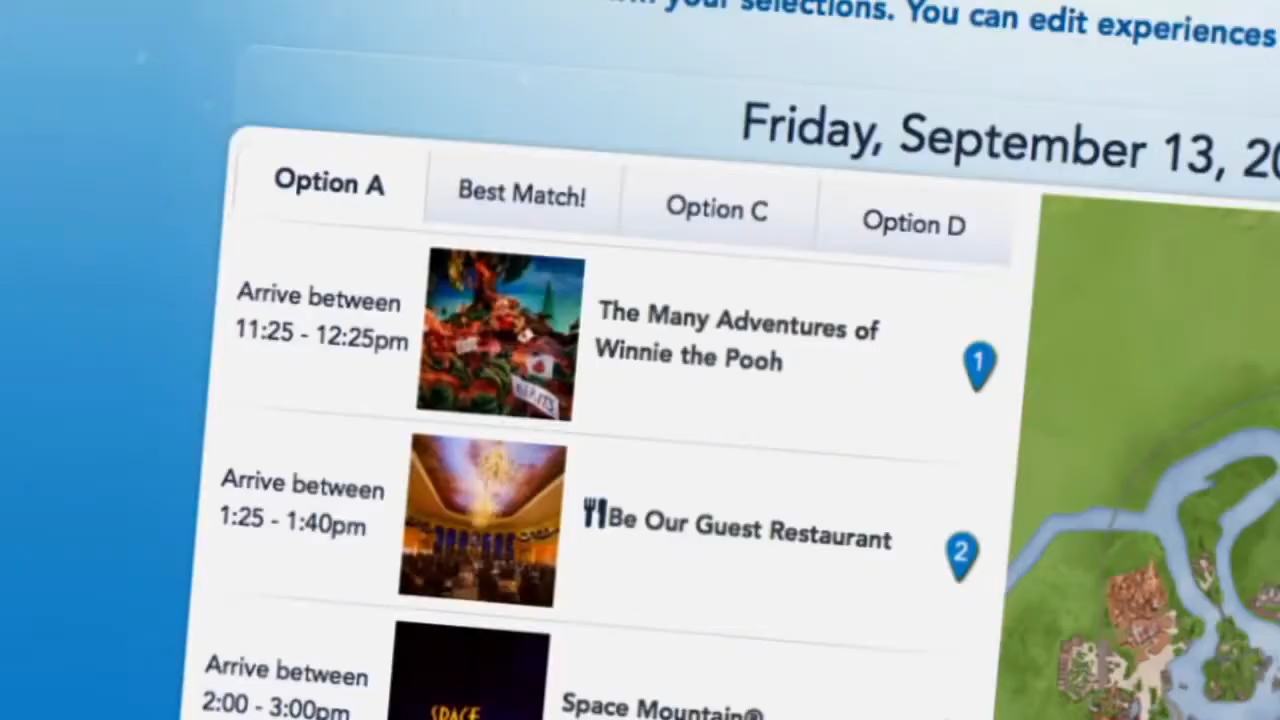 your selections. You can edit experiences
Friday, September 13, 20
Option A
Best Match!
Option C
Option D
Arrive between
11:25 - 12:25pm
The Many Adventures of
Winnie the Pooh
1
Arrive between
1:25 - 1:40pm
Be Our Guest Restaurant
2
Arrive between
2:00 - 3:00pm
SPACE
Space Mountain®